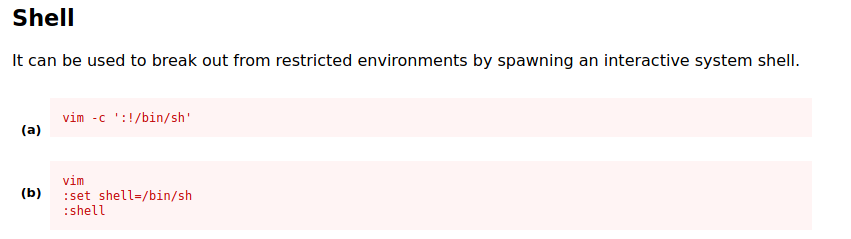 Shell
It can be used to break out from restricted environments by spawning an interactive system shell.
(a)
vim -c ':!/bin/sh'
(b)
vim
:set shell=/bin/sh
:shell